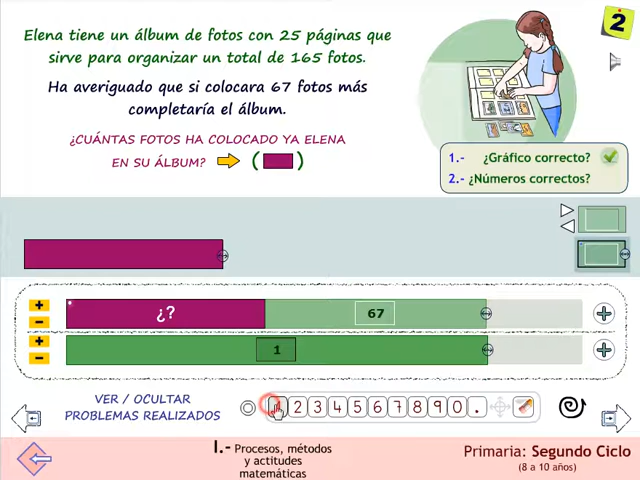 Elena tiene un álbum de fotos con 25 páginas que
sirve para organizar un total de 165 fotos.
Ha averiguado que si colocara 67 fotos más
completaría el álbum.
¿CUÁNTAS FOTOS HA COLOCADO YA ELENA
EN SU ÁLBUM? ( )
2
1.- ¿Gráfico correcto?
2.- ¿Números correctos?
¿? 67
1
VER / OCULTAR
PROBLEMAS REALIZADOS
2 3 4 5 6 7 8 9 0 .
I.- Procesos, métodos
y actitudes
matemáticas
Primaria: Segundo Ciclo
(8 a 10 años)